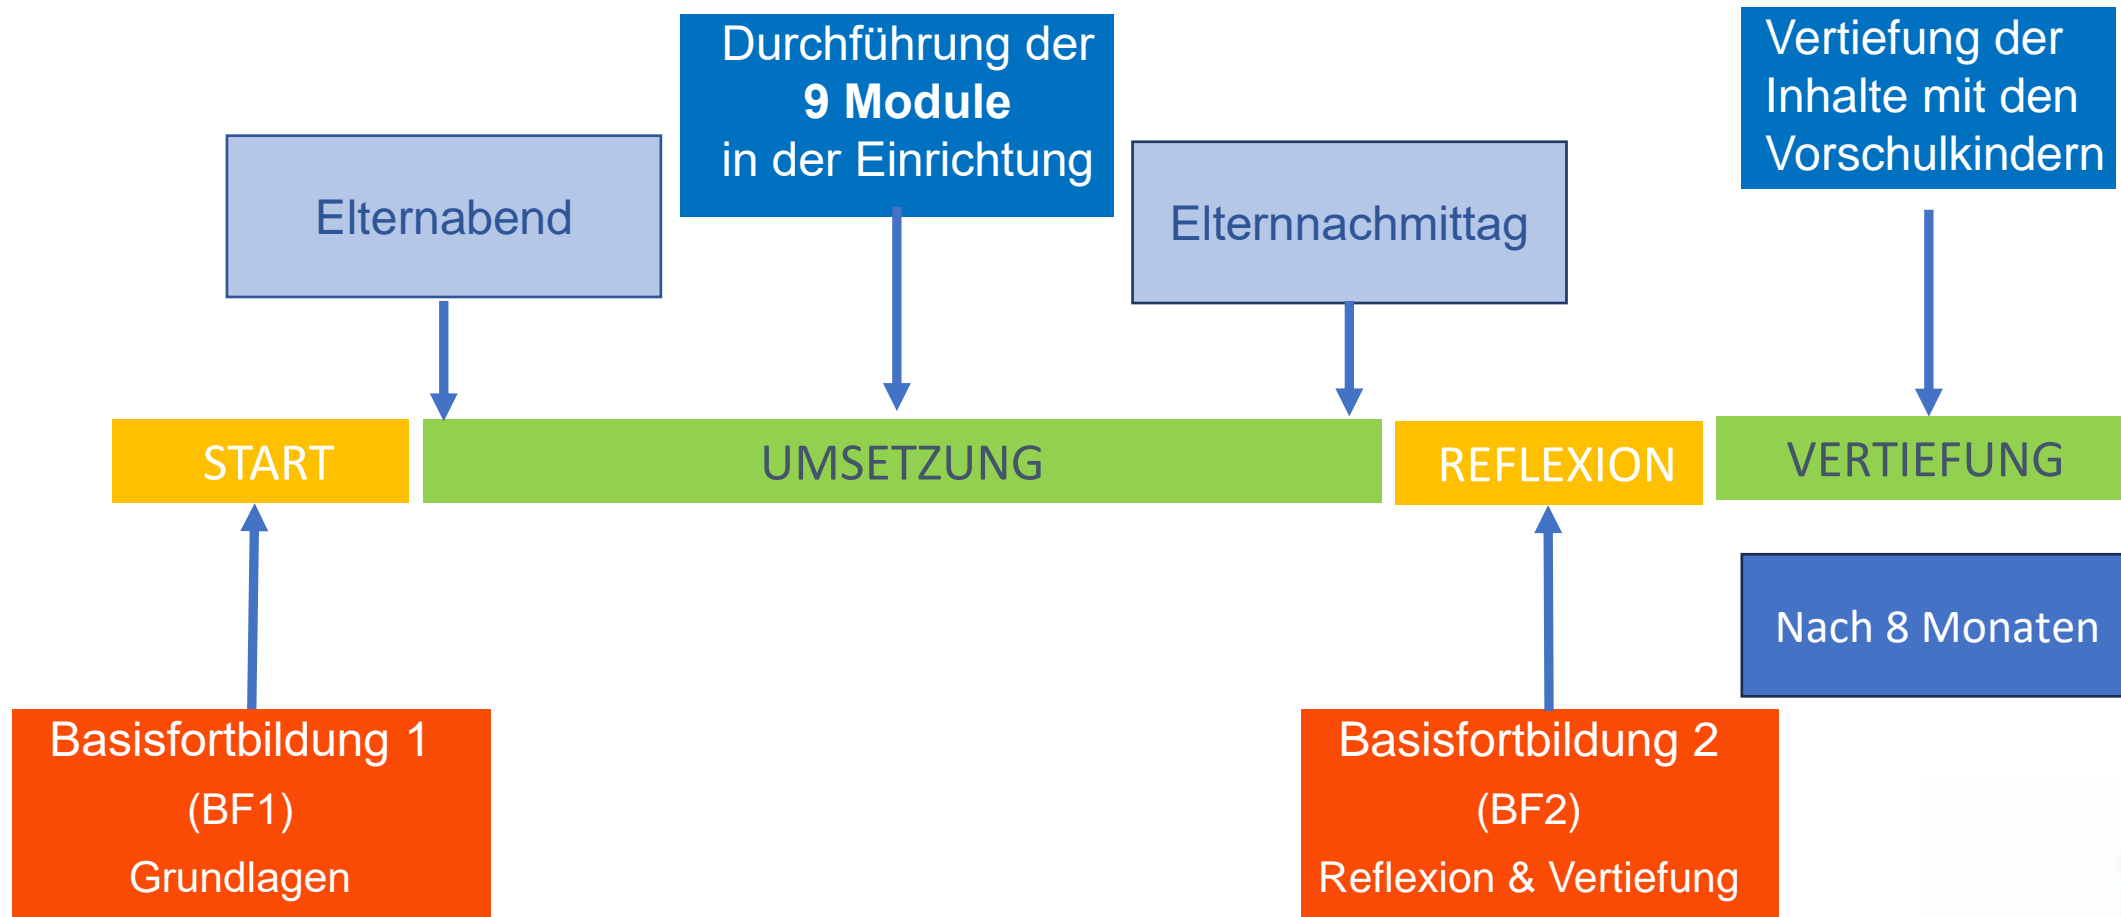 Durchführung der
9 Module
in der Einrichtung
Vertiefung der
Inhalte mit den
Vorschulkindern
Elternabend
Elternnachmittag
START
UMSETZUNG
REFLEXION
VERTIEFUNG
Nach 8 Monaten
Basisfortbildung 1
(BF1)
Grundlagen
Basisfortbildung 2
(BF2)
Reflexion & Vertiefung